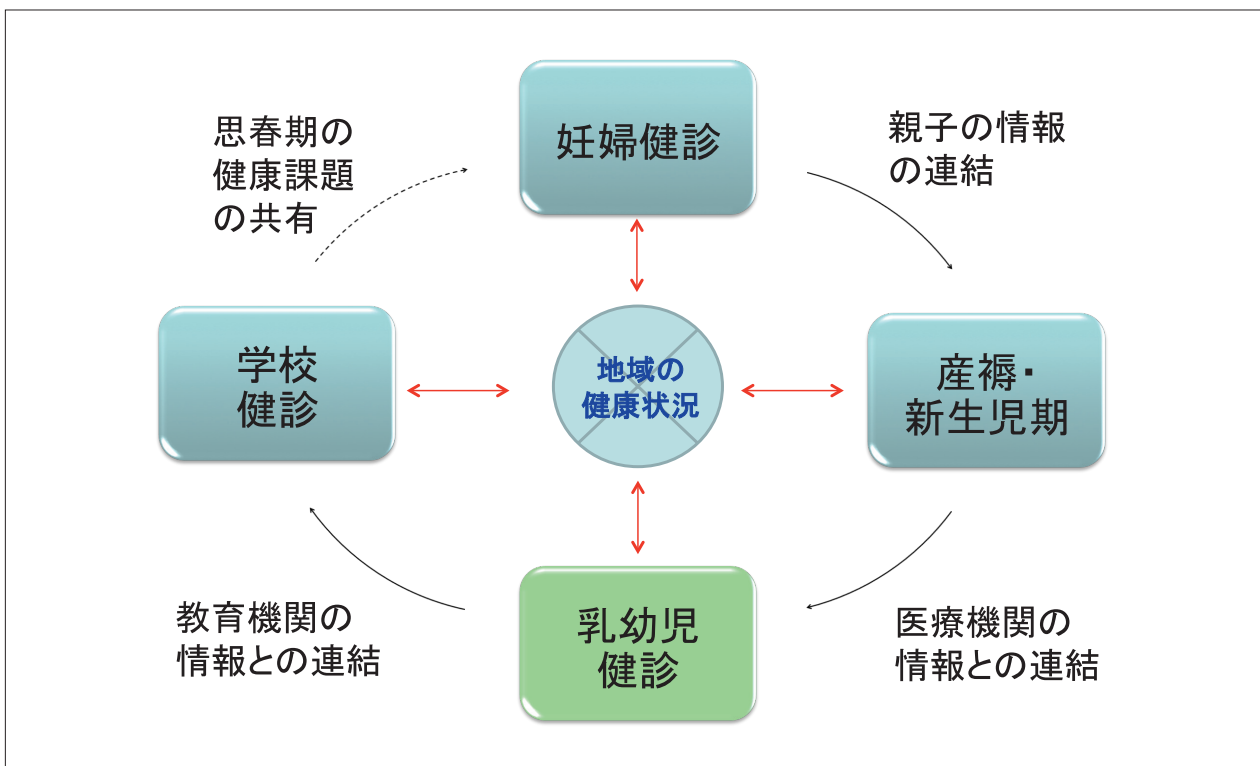 妊婦健診
親子の情報
の連結
思春期の
健康課題
の共有
学校
健診
地域の
健康状況
産褥・
新生児期
教育機関の
情報との連結
乳幼児
健診
医療機関の
情報との連結